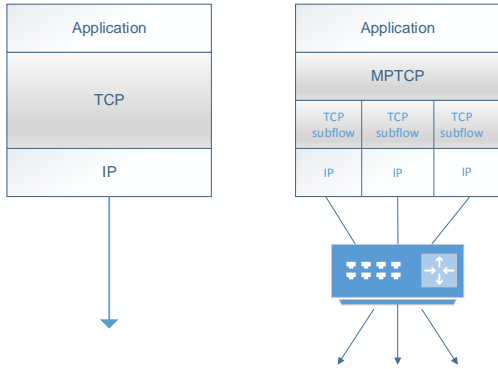 Application
TCP
IP
Application
MPTCP
TCP subflow
TCP subflow
TCP subflow
IP
IP
IP